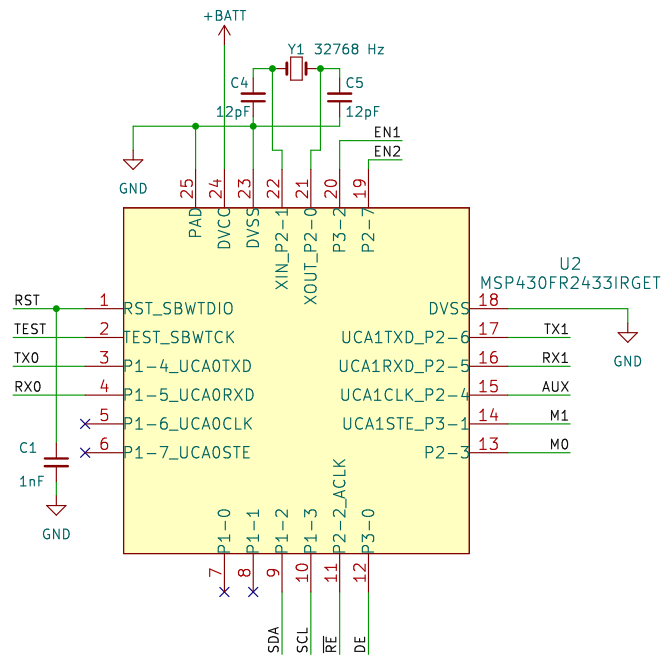 +BATT
Y1 32768 Hz
C4
C5
12pF
12pF
EN1
EN2
GND
25
24
23
22
21
20
19
PAD
DVCC
DVSS
XIN_P2-1
XOUT_P2-0
P3-2
P2-7
U2
MSP430FR2433IRGET
RST
1
RST_SBWTDIO
DVSS
18
TEST
2
TEST_SBWTCK
UCA1TXD_P2-6
17
TX1
GND
TX0
3
P1-4_UCA0TXD
UCA1RXD_P2-5
16
RX1
RX0
4
P1-5_UCA0RXD
UCA1CLK_P2-4
15
AUX
5
P1-6_UCA0CLK
UCA1STE_P3-1
14
M1
C1
6
P1-7_UCA0STE
P2-3
13
M0
1nF
GND
P1-0
P1-1
P1-2
P1-3
P2-2_ACLK
P3-0
7
8
9
10
11
12
SDA
SCL
RE
DE